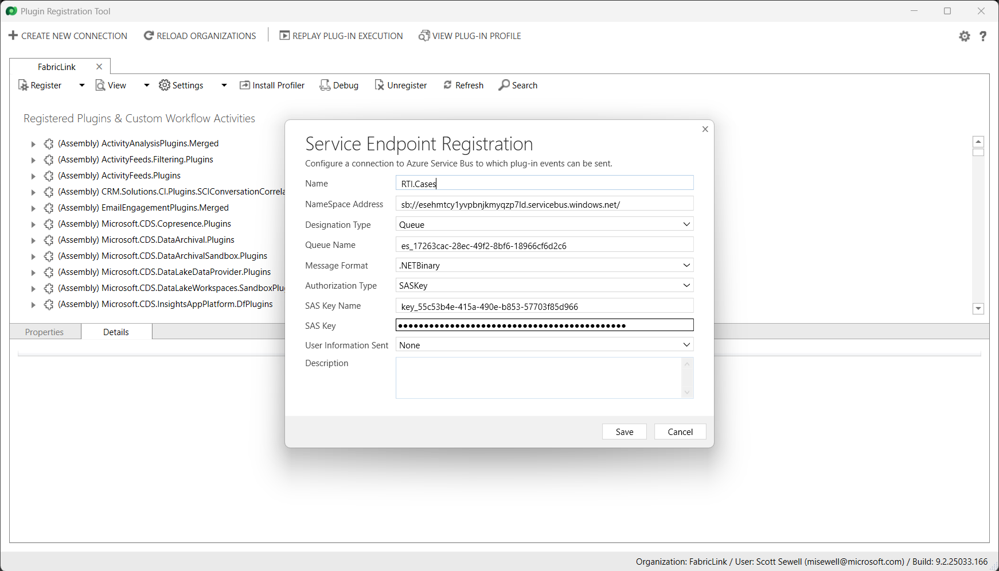 Plugin Registration Tool
CREATE NEW CONNECTION RELOAD ORGANIZATIONS REPLAY PLUG-IN EXECUTION VIEW PLUG-IN PROFILE ?
FabricLink
Register View Settings Install Profiler Debug Unregister Refresh Search
Registered Plugins & Custom Workflow Activities
(Assembly) ActivityAnalysisPlugins.Merged
(Assembly) ActivityFeeds.Filtering.Plugins
(Assembly) ActivityFeeds.Plugins
(Assembly) CRM.Solutions.CI.Plugins.SCIConversationCorrela
(Assembly) EmailEngagementPlugins.Merged
(Assembly) Microsoft.CDS.Copresence.Plugins
(Assembly) Microsoft.CDS.DataArchival.Plugins
(Assembly) Microsoft.CDS.DataArchivalSandbox.Plugins
(Assembly) Microsoft.CDS.DataLakeDataProvider.Plugins
(Assembly) Microsoft.CDS.DataLakeWorkspaces.SandboxPlu
(Assembly) Microsoft.CDS.InsightsAppPlatform.DfPlugins
Properties Details
Service Endpoint Registration
Configure a connection to Azure Service Bus to which plug-in events can be sent.
Name RTI.Cases
NameSpace Address sb://esehmtcy1yvpbnjkmyqzp7ld.servicebus.windows.net/
Designation Type Queue
Queue Name es_17263cac-28ec-49f2-8bf6-18966cf6d2c6
Message Format .NETBinary
Authorization Type SASKey
SAS Key Name key_55c53b4e-415a-490e-b853-57703f85d966
SAS Key ●●●●●●●●●●●●●●●●●●●●●●●●●●●●●●●●●●●●●●●●●●●●
User Information Sent None
Description
Save Cancel
Organization: FabricLink / User: Scott Sewell (misewell@microsoft.com) / Build: 9.2.25033.166